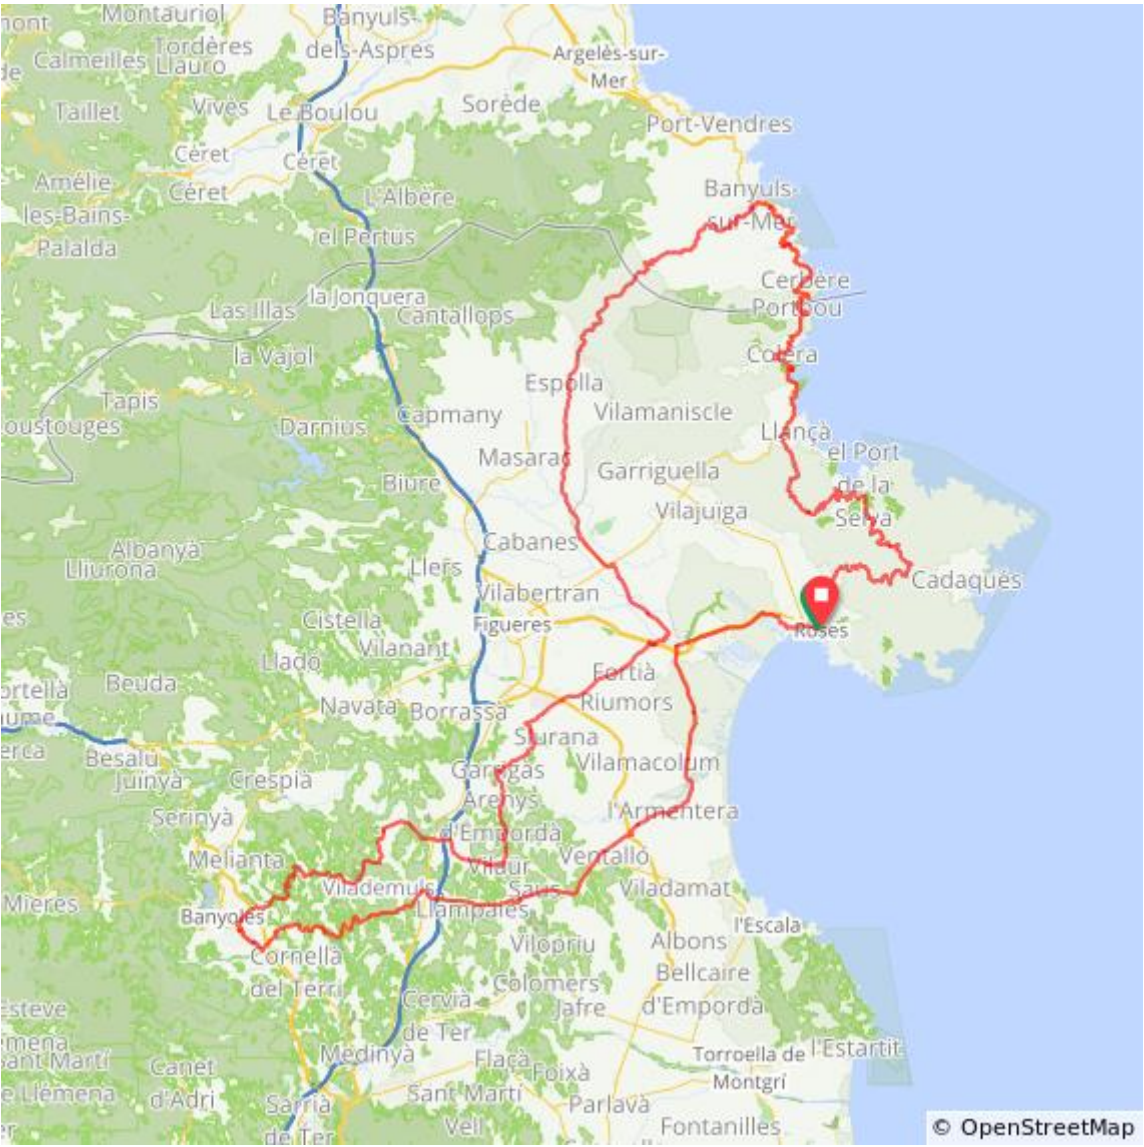 Montauriol
Banyuls-
dels-Aspres
Tordères
Calmeilles
Llauro
Argelès-sur-
Mer
Taillet
Vivès
Le Boulou
Sorède
Port-Vendres
Céret
Céret
Amélie
les-Bains-
Palalda
Céret
L'Albère
Banyuls-
sur-Mer
el Pertus
Cerbère
Portbou
Las Illas
la Jonquera
Cantallops
la Vajol
Colera
Espolla
Tapis
Capmany
Vilamaniscle
oustouges
Darnius
Llançà
el Port
de la
Selva
Masarac
Garriguella
Biure
Vilajuïga
Albanyà
Lliurona
Cabanes
Llers
Cadaqués
Vilabertran
Cistella
Figueres
Roses
Vilanant
Llado
Fortià
Beuda
Riumors
Navata
Borrassà
Besalú
Juinyà
Siurana
Vilamacolum
Crespià
Garrigàs
Arenys
d'Empordà
l'Armentera
Serinyà
Melianta
Vilaür
Ventalló
Vilademuls
Saus
Viladamat
Mieres
Banyoles
Llampaies
l'Escala
Cornellà
del Terri
Vilopriu
Albons
Bellcaire
d'Empordà
Colomers
Jafre
Cervià
de Ter
Medinyà
Flaçà
Foixà
Torroella de
Montgrí
l'Estartit
Sant Martí
Canet
d'Adri
e Llémena
Sarrià
de Ter
Sant Martí
Vell
Parlavà
Fontanilles
© OpenStreetMap